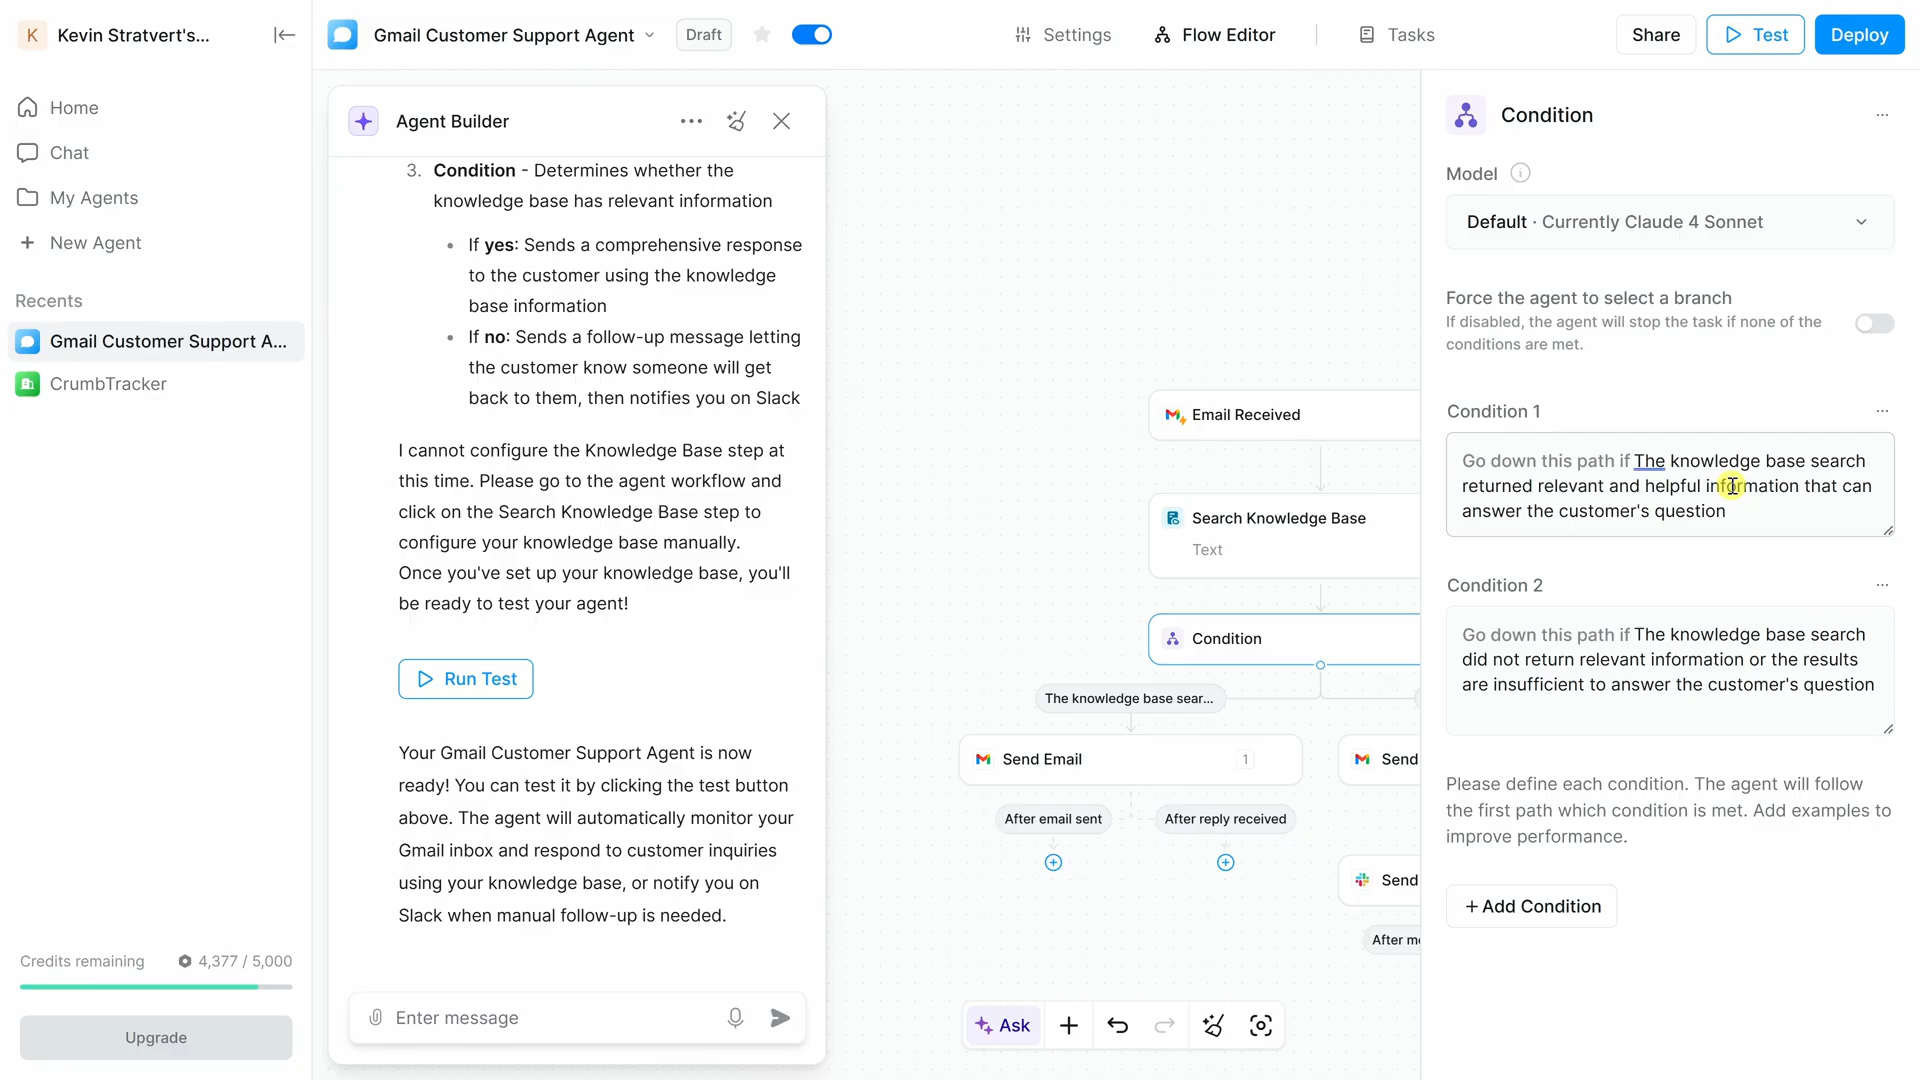 K
Kevin Stratvert's...
Home
Chat
My Agents
New Agent
Recents
Gmail Customer Support A...
CrumbTracker
Credits remaining
4,377 / 5,000
Upgrade
Gmail Customer Support Agent
Draft
Settings
Flow Editor
Tasks
Share
Test
Deploy
Agent Builder
3. Condition - Determines whether the
knowledge base has relevant information
• If yes: Sends a comprehensive response
to the customer using the knowledge
base information
• If no: Sends a follow-up message letting
the customer know someone will get
back to them, then notifies you on Slack
I cannot configure the Knowledge Base step at
this time. Please go to the agent workflow and
click on the Search Knowledge Base step to
configure your knowledge base manually.
Once you've set up your knowledge base, you'll
be ready to test your agent!
Run Test
Your Gmail Customer Support Agent is now
ready! You can test it by clicking the test button
above. The agent will automatically monitor your
Gmail inbox and respond to customer inquiries
using your knowledge base, or notify you on
Slack when manual follow-up is needed.
Enter message
Email Received
Search Knowledge Base
Text
Condition
The knowledge base sear...
Send Email
1
Send
After email sent
After reply received
Send
After me
Ask
Condition
Model
Default · Currently Claude 4 Sonnet
Force the agent to select a branch
If disabled, the agent will stop the task if none of the
conditions are met.
Condition 1
Go down this path if The knowledge base search
returned relevant and helpful information that can
answer the customer's question
Condition 2
Go down this path if The knowledge base search
did not return relevant information or the results
are insufficient to answer the customer's question
Please define each condition. The agent will follow
the first path which condition is met. Add examples to
improve performance.
+ Add Condition